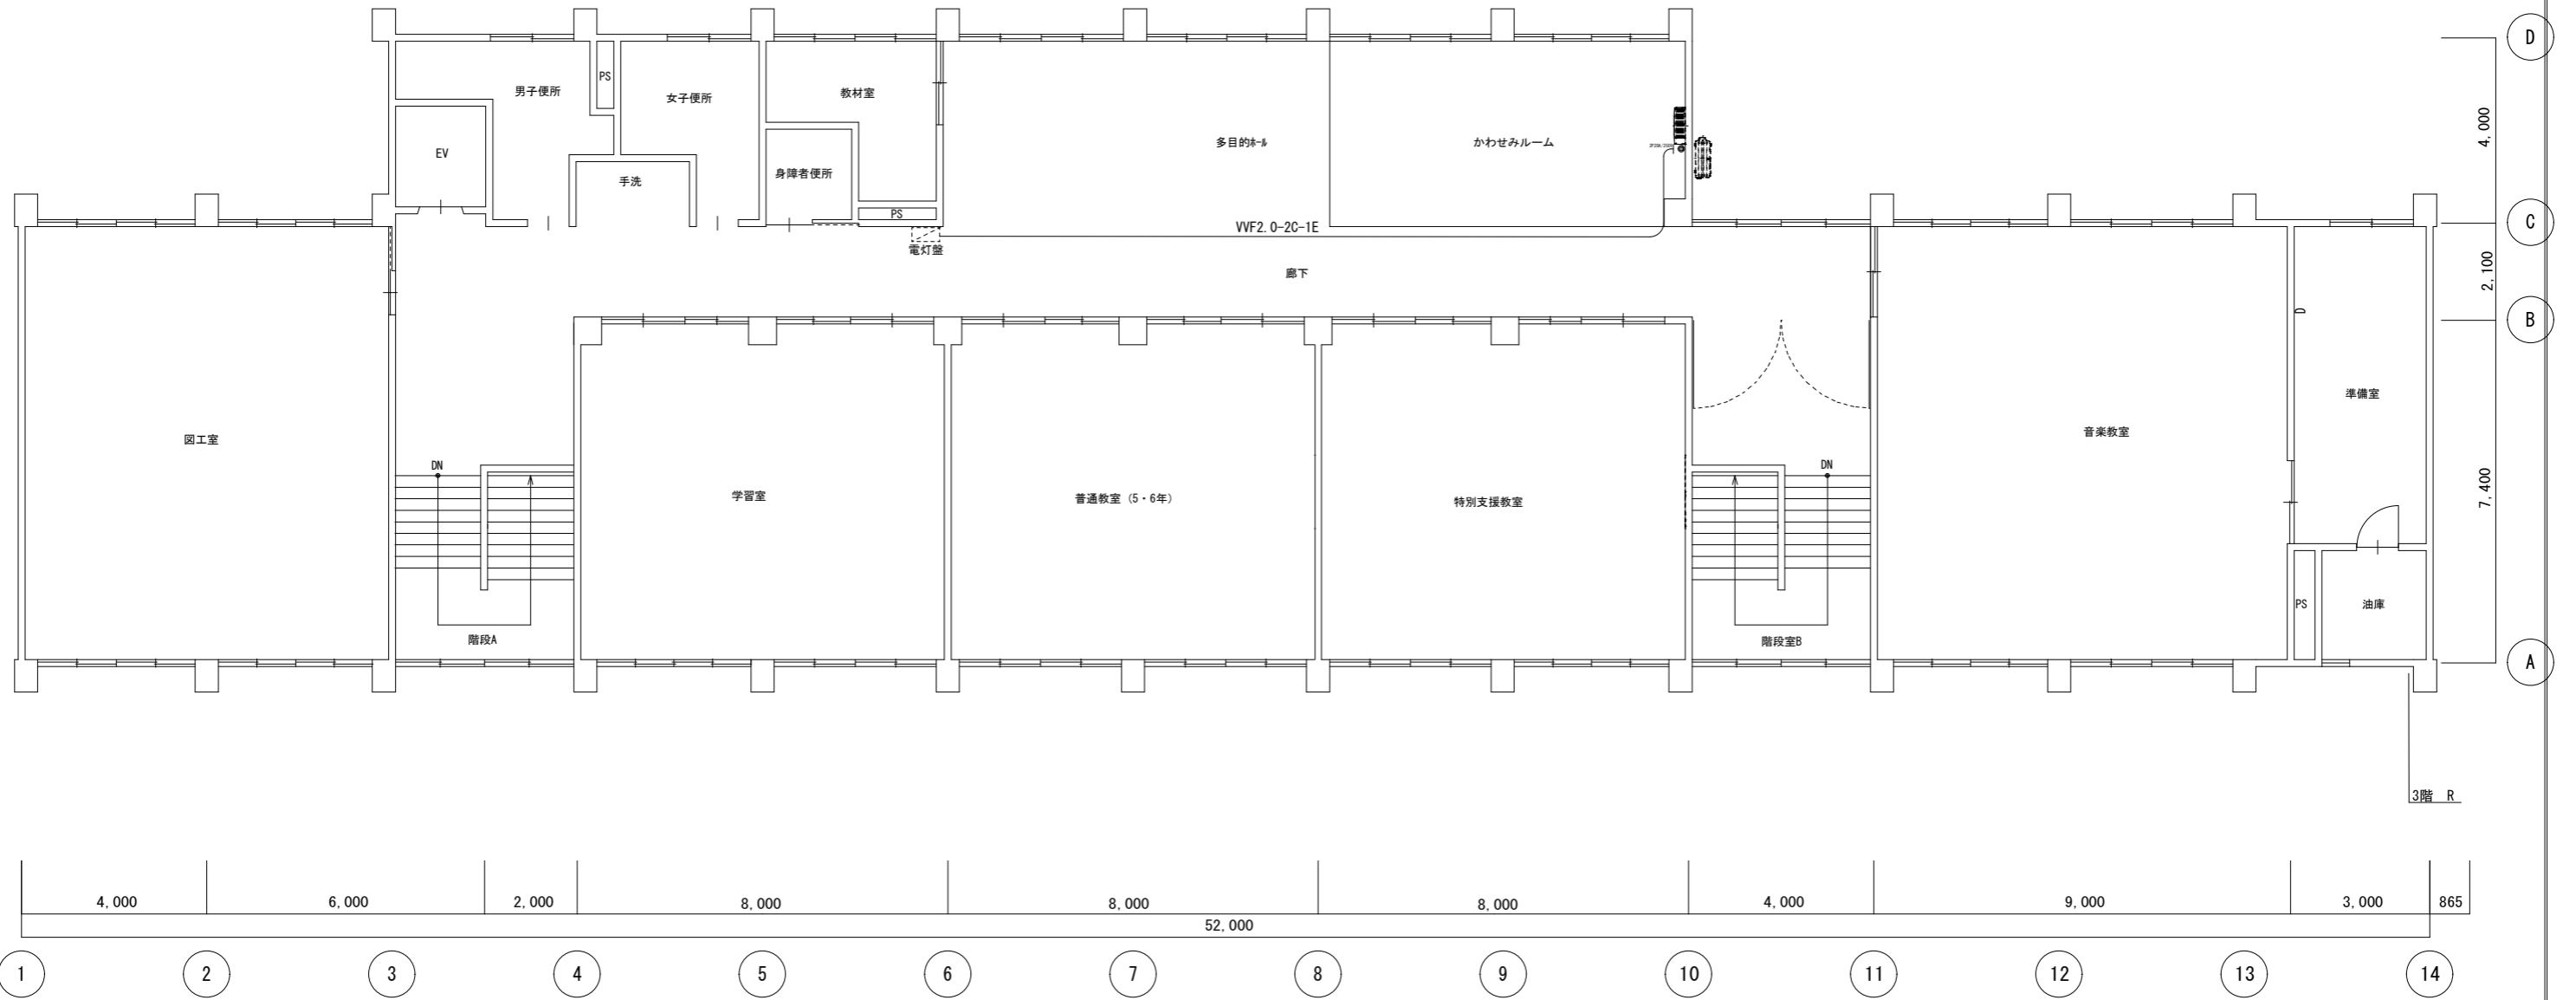 D
PS
男子便所
女子便所
教材室
4,000
多目的ホール
かわせみルーム
EV
身障者便所
手洗
PS
C
VVF2.0-2C-1E
電灯盤
廊下
2,100
D
B
準備室
音楽教室
図工室
DN
DN
学習室
普通教室(5・6年)
特別支援教室
7,400
PS
油庫
階段A
階段室B
A
3階 R
4,000
6,000
2,000
8,000
8,000
8,000
4,000
9,000
3,000
865
52,000
1
2
3
4
5
6
7
8
9
10
11
12
13
14